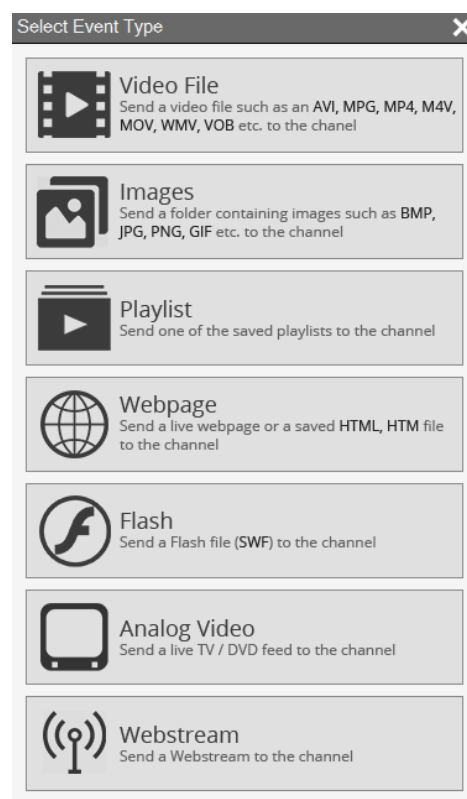 Select Event Type
Video File
Send a video file such as an AVI, MPG, MP4, M4V,
MOV, WMV, VOB etc. to the chanel
Images
Send a folder containing images such as BMP,
JPG, PNG, GIF etc. to the channel
Playlist
Send one of the saved playlists to the channel
Webpage
Send a live webpage or a saved HTML, HTM file
to the channel
Flash
Send a Flash file (SWF) to the channel
Analog Video
Send a live TV / DVD feed to the channel
Webstream
Send a Webstream to the channel